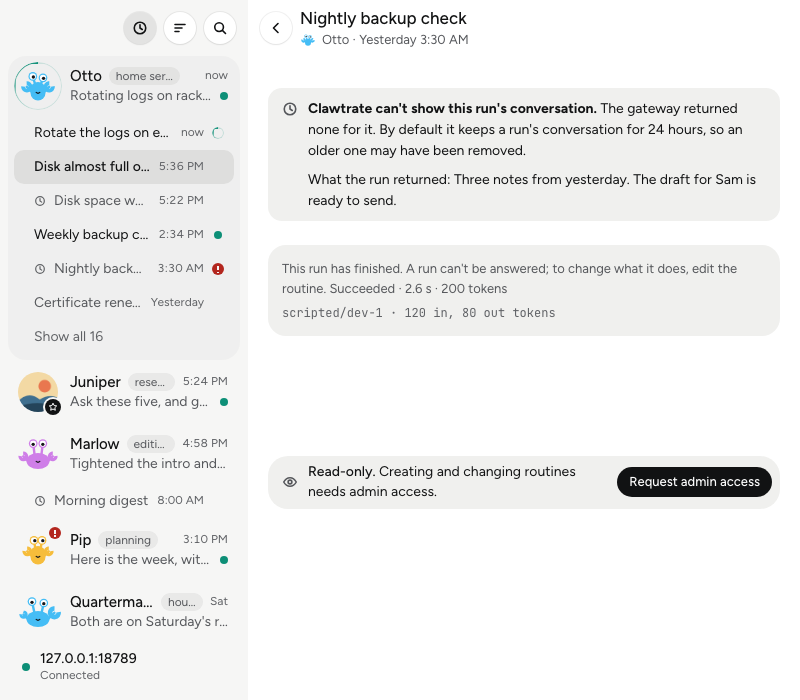 Otto home ser... now
Rotating logs on rack...
Rotate the logs on e... now
Disk almost full o... 5:36 PM
Disk space w... 5:22 PM
Weekly backup c... 2:34 PM
Nightly back... 3:30 AM
Certificate rene... Yesterday
Show all 16
Juniper rese... 5:24 PM
Ask these five, and g...
Marlow editi... 4:58 PM
Tightened the intro and...
Morning digest 8:00 AM
Pip planning 3:10 PM
Here is the week, wit...
Quarterma... hou... Sat
Both are on Saturday's r...
127.0.0.1:18789
Connected
Nightly backup check
Otto · Yesterday 3:30 AM
Clawtrate can't show this run's conversation. The gateway returned
none for it. By default it keeps a run's conversation for 24 hours, so an
older one may have been removed.
What the run returned: Three notes from yesterday. The draft for Sam is
ready to send.
This run has finished. A run can't be answered; to change what it does, edit the
routine. Succeeded · 2.6 s · 200 tokens
scripted/dev-1 · 120 in, 80 out tokens
Read-only. Creating and changing routines
needs admin access.
Request admin access